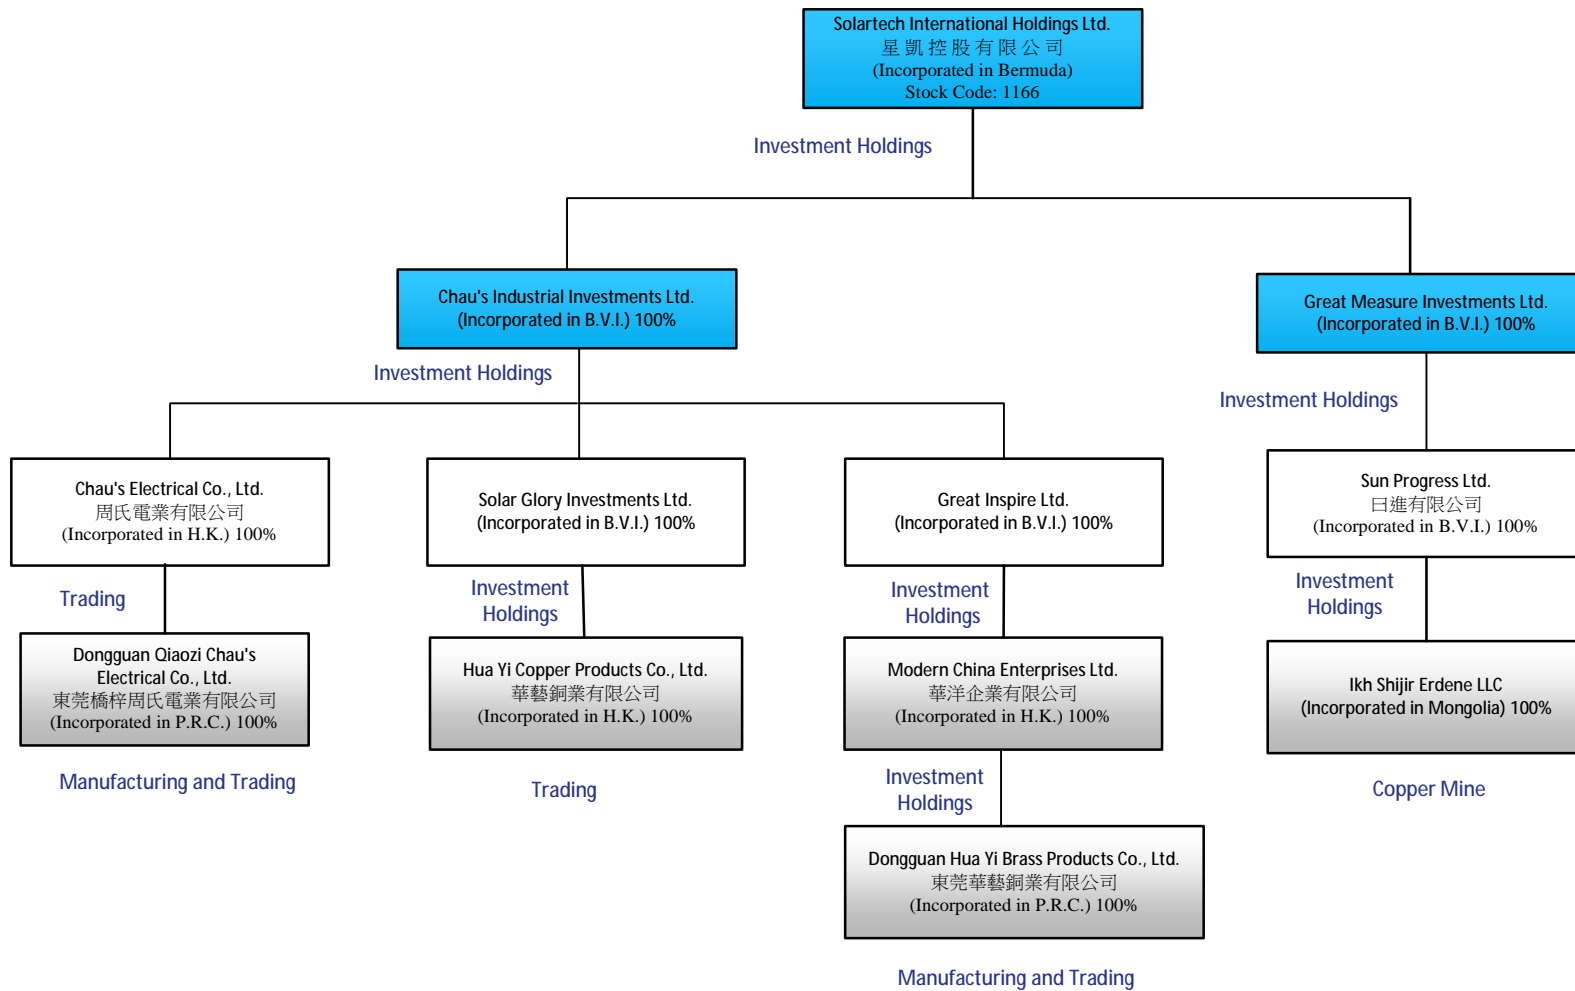 Solartech International Holdings Ltd.
星凱控股有限公司
(Incorporated in Bermuda)
Stock Code: 1166
Investment Holdings
Chau's Industrial Investments Ltd.
(Incorporated in B.V.I.) 100%
Great Measure Investments Ltd.
(Incorporated in B.V.I.) 100%
Investment Holdings
Investment Holdings
Chau's Electrical Co., Ltd.
周氏電業有限公司
(Incorporated in H.K.) 100%
Solar Glory Investments Ltd.
(Incorporated in B.V.I.) 100%
Great Inspire Ltd.
(Incorporated in B.V.I.) 100%
Sun Progress Ltd.
日進有限公司
(Incorporated in B.V.I.) 100%
Trading
Investment
Holdings
Investment
Holdings
Investment
Holdings
Dongguan Qiaozi Chau's
Electrical Co., Ltd.
東莞橋梓周氏電業有限公司
(Incorporated in P.R.C.) 100%
Hua Yi Copper Products Co., Ltd.
華藝銅業有限公司
(Incorporated in H.K.) 100%
Modern China Enterprises Ltd.
華洋企業有限公司
(Incorporated in H.K.) 100%
Ikh Shijir Erdene LLC
(Incorporated in Mongolia) 100%
Manufacturing and Trading
Trading
Investment
Holdings
Copper Mine
Dongguan Hua Yi Brass Products Co., Ltd.
東莞華藝銅業有限公司
(Incorporated in P.R.C.) 100%
Manufacturing and Trading